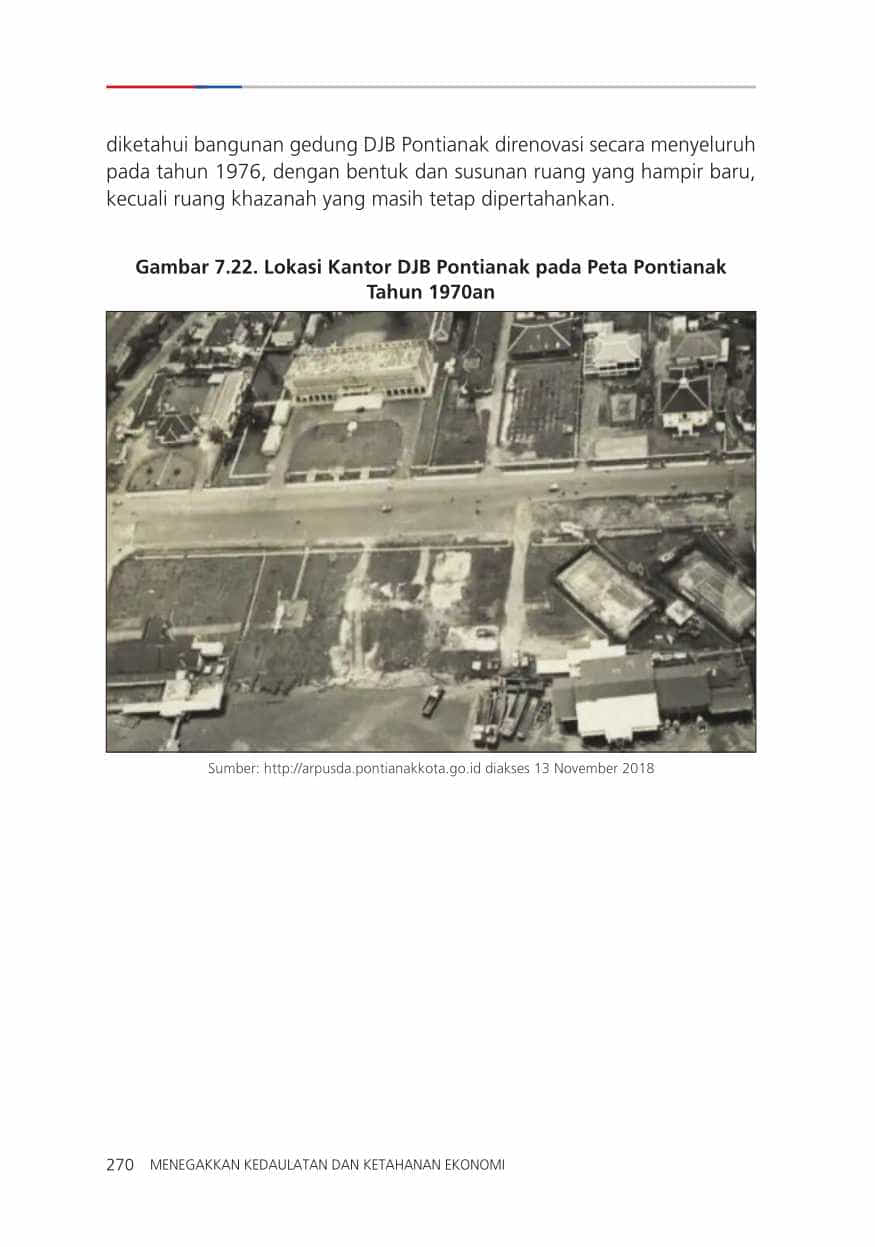 diketahui bangunan gedung DJB Pontianak direnovasi secara menyeluruh
pada tahun 1976, dengan bentuk dan susunan ruang yang hampir baru,
kecuali ruang khazanah yang masih tetap dipertahankan.
Gambar 7.22. Lokasi Kantor DJB Pontianak pada Peta Pontianak
Tahun 1970an
Sumber: http://arpusda.pontianakkota.go.id diakses 13 November 2018
270 MENEGAKKAN KEDAULATAN DAN KETAHANAN EKONOMI